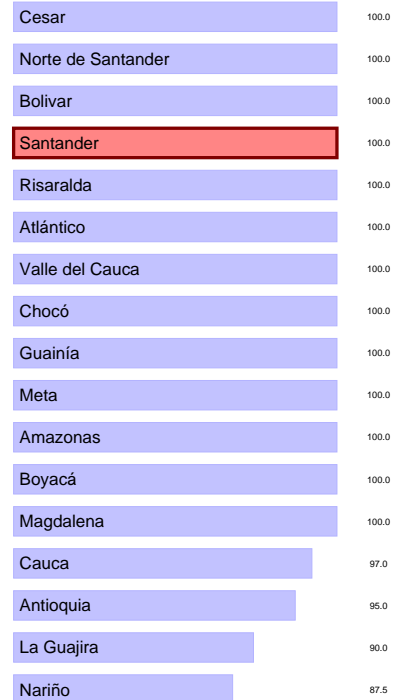 Cesar 100.0
Norte de Santander 100.0
Bolivar 100.0
Santander 100.0
Risaralda 100.0
Atlántico 100.0
Valle del Cauca 100.0
Chocó 100.0
Guainía 100.0
Meta 100.0
Amazonas 100.0
Boyacá 100.0
Magdalena 100.0
Cauca 97.0
Antioquia 95.0
La Guajira 90.0
Nariño 87.5